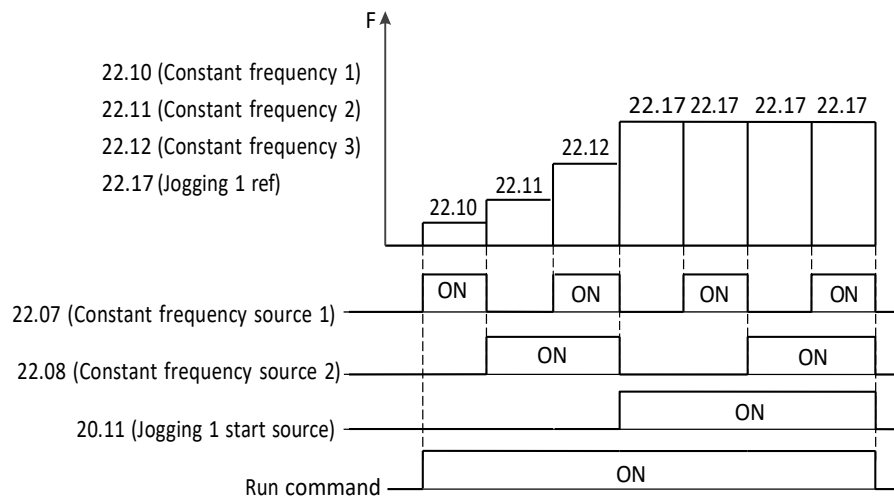 F
22.10 (Constant frequency 1)
22.11 (Constant frequency 2)
22.12 (Constant frequency 3)
22.17 (Jogging 1 ref)
22.17 22.17 22.17 22.17
22.12
22.11
22.10
ON ON ON ON
22.07 (Constant frequency source 1)
ON ON
22.08 (Constant frequency source 2)
ON
20.11 (Jogging 1 start source)
ON
Run command